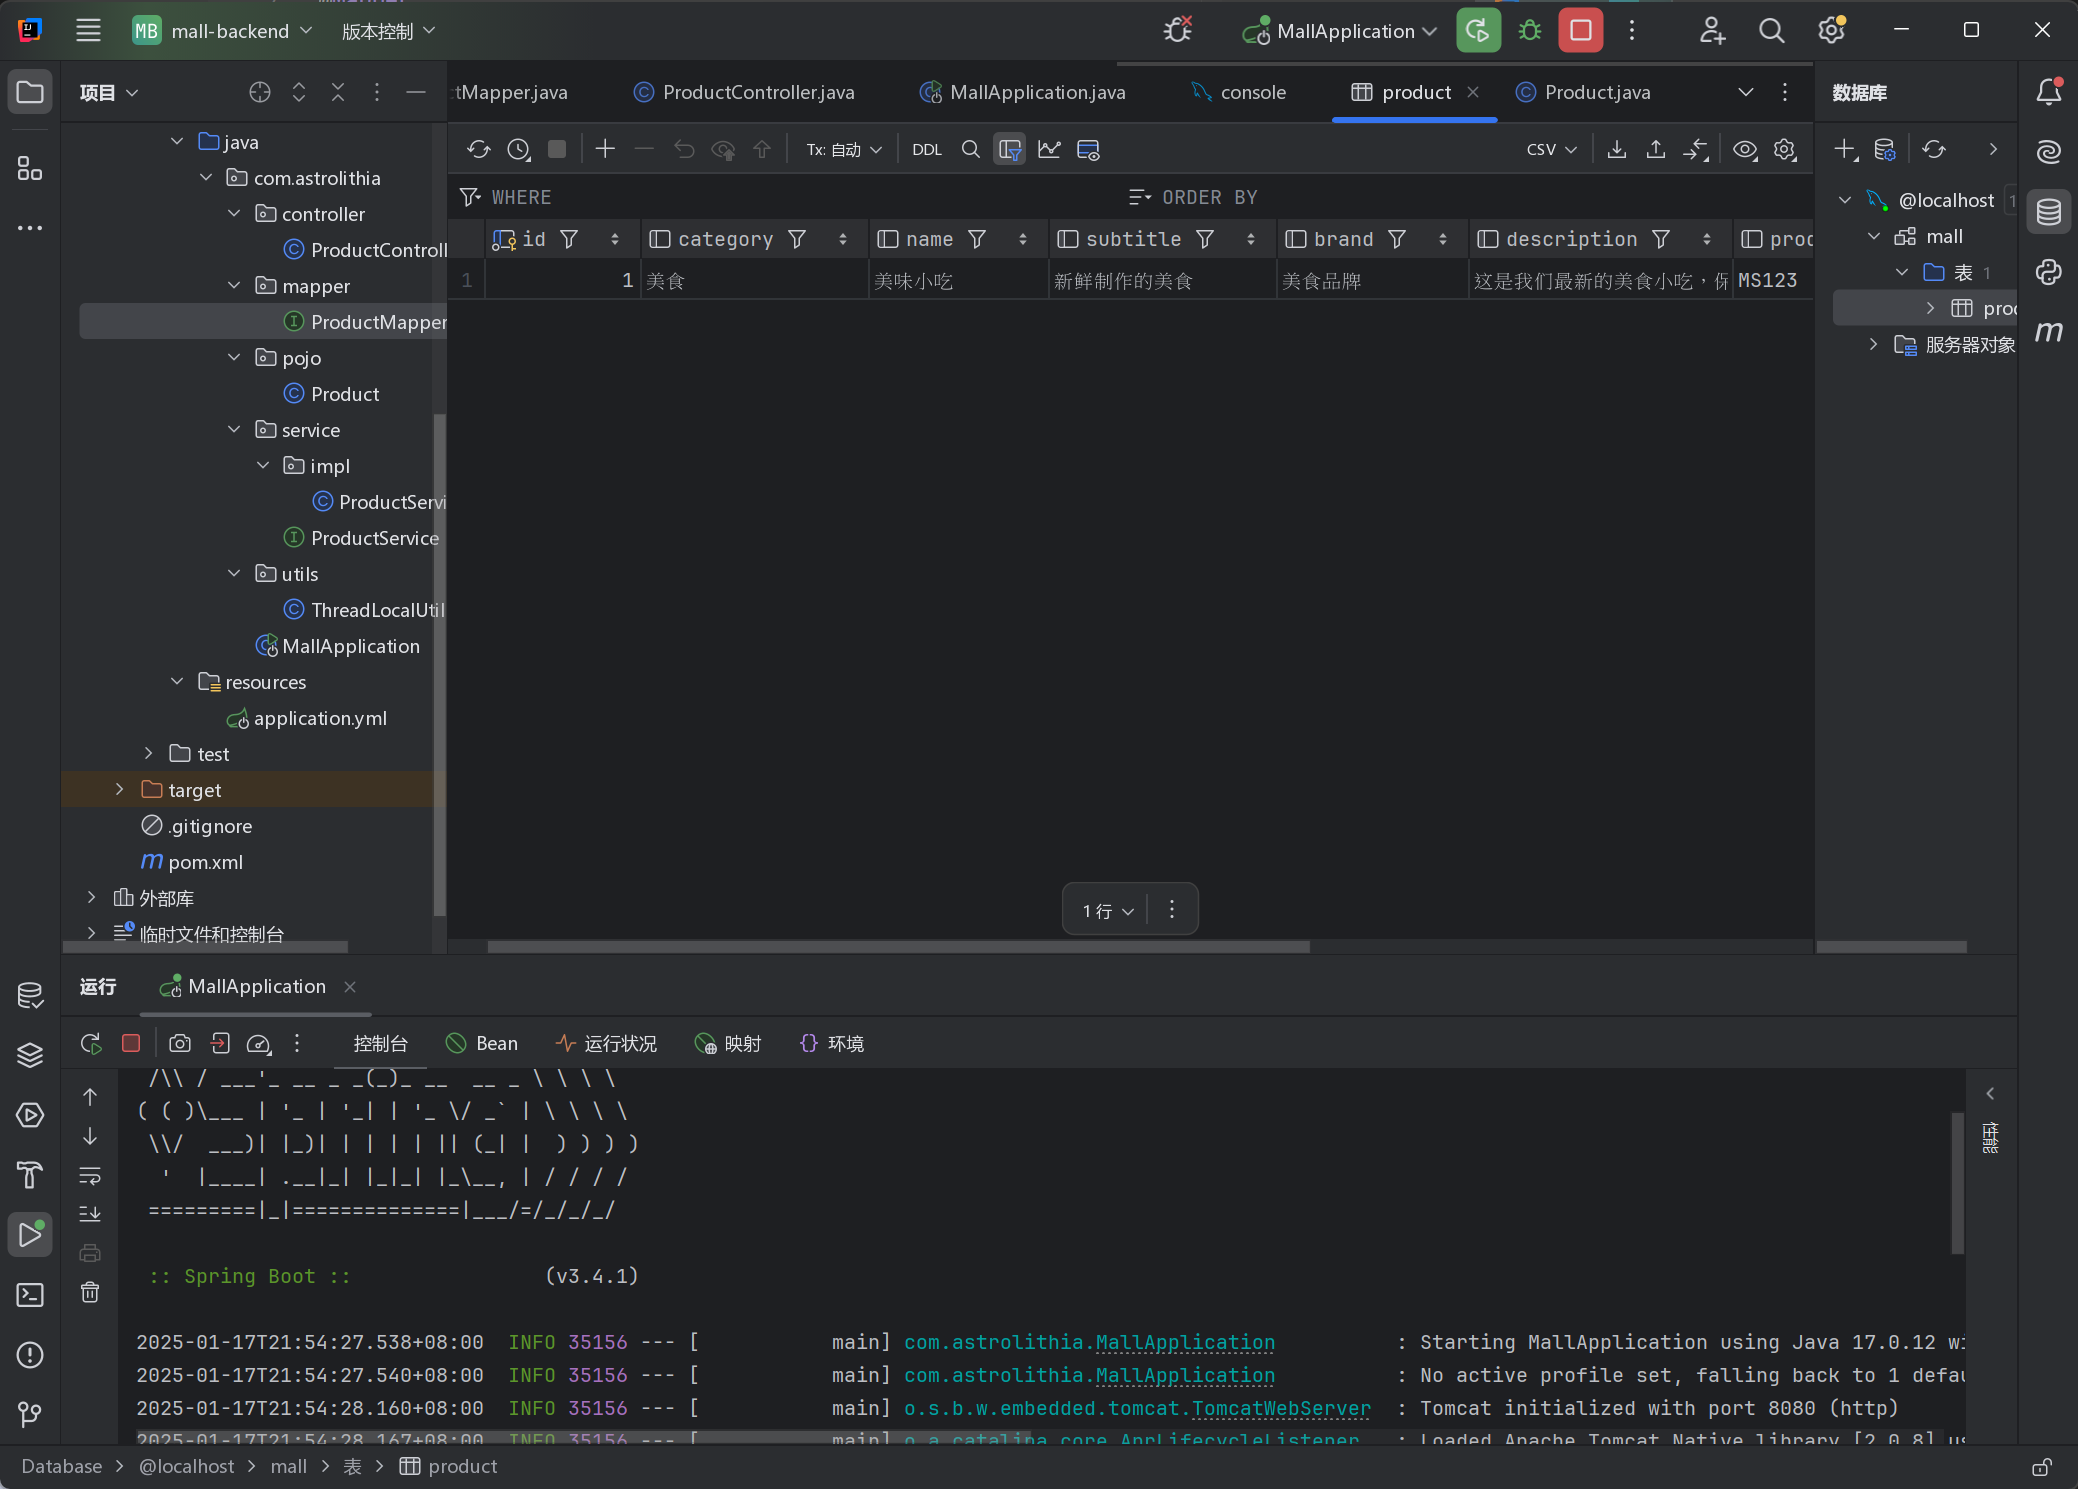 MB mall-backend 版本控制 MallApplication
项目
tMapper.java ProductController.java MallApplication.java console product Product.java
数据库
Tx: 自动 DDL CSV
WHERE ORDER BY
id category name subtitle brand description prod
1 1 美食 美味小吃 新鲜制作的美食 美食品牌 这是我们最新的美食小吃，保 MS123
java
com.astrolithia
controller
ProductControll
mapper
ProductMapper
pojo
Product
service
impl
ProductServi
ProductService
utils
ThreadLocalUtil
MallApplication
resources
application.yml
test
target
.gitignore
m pom.xml
外部库
临时文件和控制台
@localhost 1
mall
表 1
proc
服务器对象
m
1 行
运行 MallApplication
控制台 Bean 运行状况 映射 环境
性能
 /\\ / ___'_ __ _ _(_)_ __  __ _ \ \ \ \
( ( )\___ | '_ | '_| | '_ \/ _` | \ \ \ \
 \\/  ___)| |_)| | | | | || (_| |  ) ) ) )
  '  |____| .__|_| |_|_| |_\__, | / / / /
 =========|_|==============|___/=/_/_/_/
:: Spring Boot :: (v3.4.1)
2025-01-17T21:54:27.538+08:00 INFO 35156 --- [ main] com.astrolithia.MallApplication : Starting MallApplication using Java 17.0.12 wi
2025-01-17T21:54:27.540+08:00 INFO 35156 --- [ main] com.astrolithia.MallApplication : No active profile set, falling back to 1 defau
2025-01-17T21:54:28.160+08:00 INFO 35156 --- [ main] o.s.b.w.embedded.tomcat.TomcatWebServer : Tomcat initialized with port 8080 (http)
2025-01-17T21:54:28.167+08:00 INFO 35156 --- [ main] o.a.catalina.core.AprLifecycleListener : Loaded Apache Tomcat Native library [2.0.8] us
Database > @localhost > mall > 表 > product